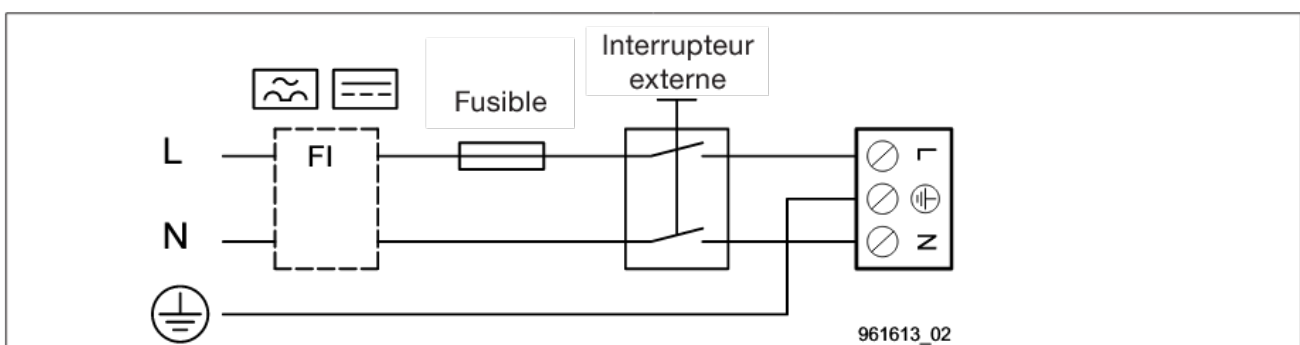 Interrupteur
externe
Fusible
L
FI
L
N
N
961613_02